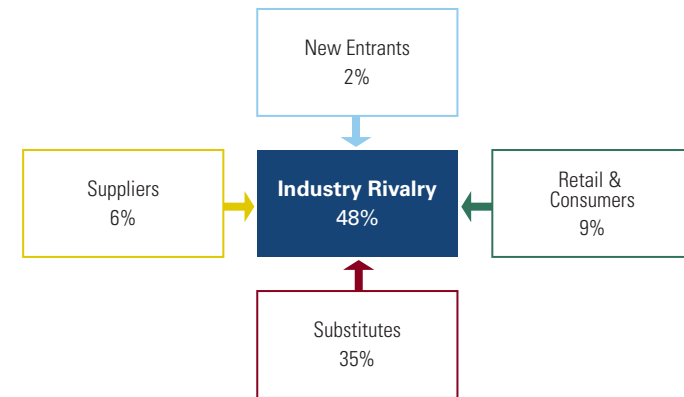 New Entrants
2%
Suppliers
6%
Industry Rivalry
48%
Retail &
Consumers
9%
Substitutes
35%